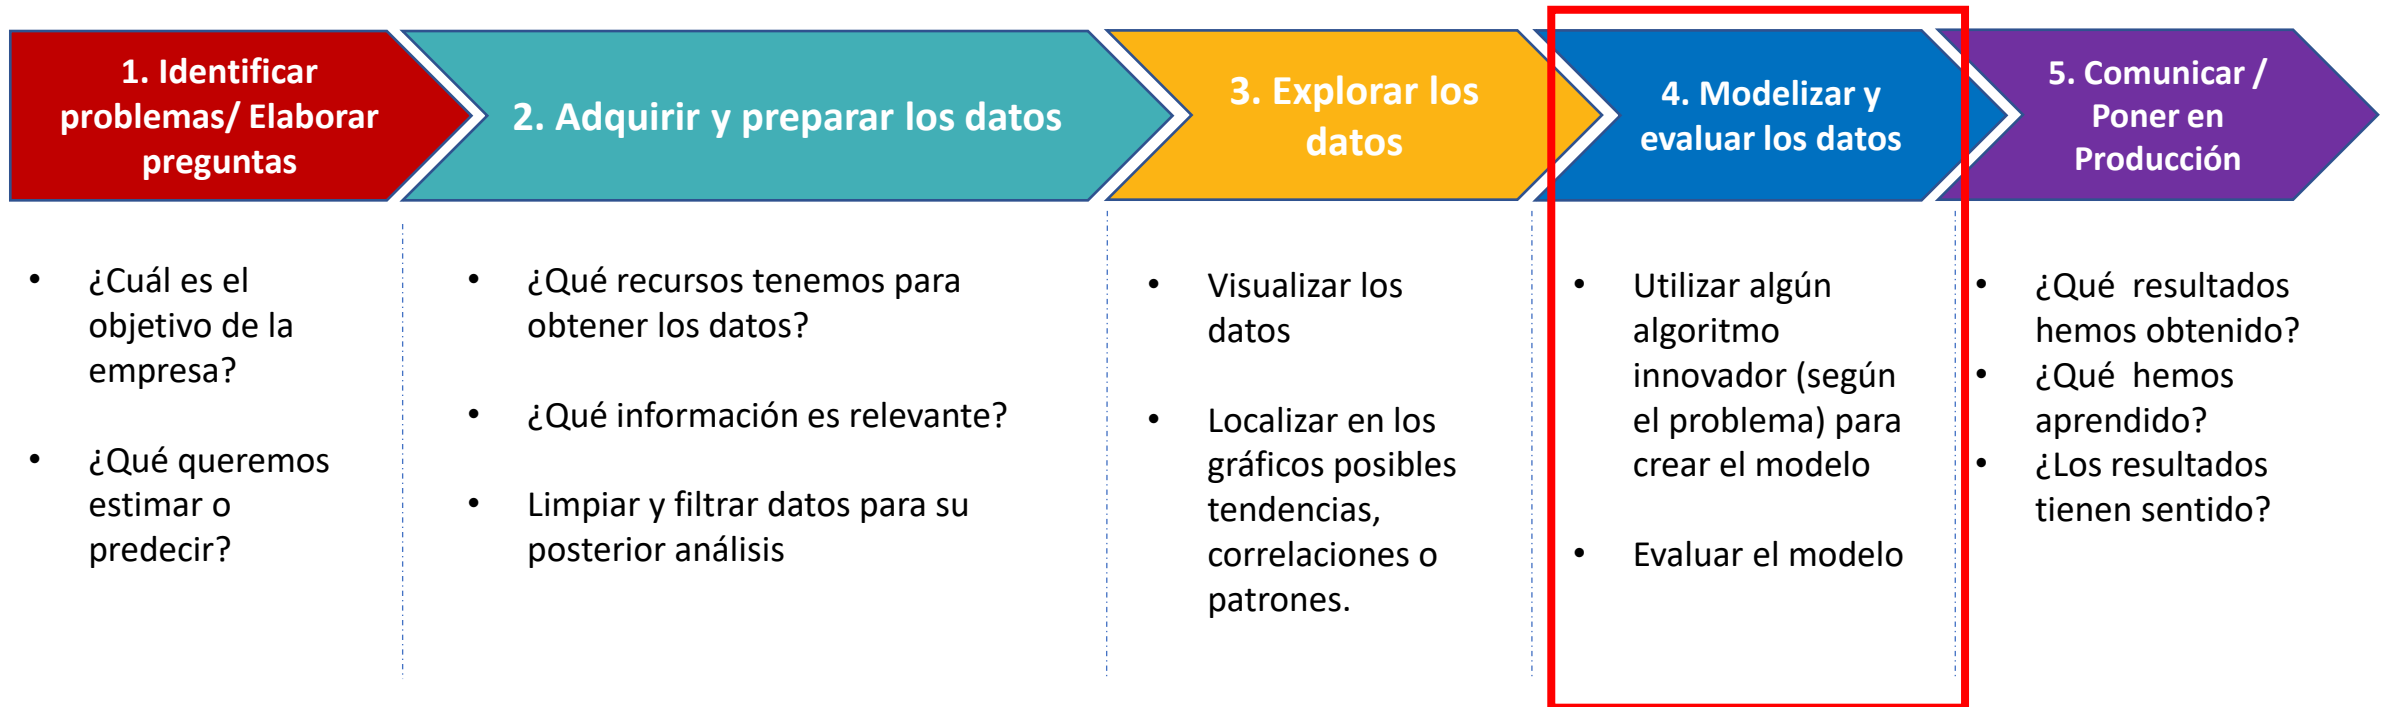 1. Identificar
problemas/ Elaborar
preguntas
2. Adquirir y preparar los datos
3. Explorar los
datos
4. Modelizar y
evaluar los datos
5. Comunicar /
Poner en
Producción
• ¿Cuál es el
objetivo de la
empresa?
• ¿Qué queremos
estimar o
predecir?
• ¿Qué recursos tenemos para
obtener los datos?
• ¿Qué información es relevante?
• Limpiar y filtrar datos para su
posterior análisis
• Visualizar los
datos
• Localizar en los
gráficos posibles
tendencias,
correlaciones o
patrones.
• Utilizar algún
algoritmo
innovador (según
el problema) para
crear el modelo
• Evaluar el modelo
• ¿Qué resultados
hemos obtenido?
• ¿Qué hemos
aprendido?
• ¿Los resultados
tienen sentido?